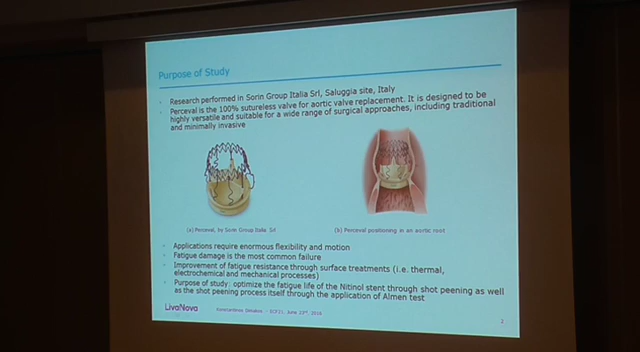 Purpose of Study
Research performed in Sorin Group Italia Srl, Saluggia site, Italy
Perceval is the 100% sutureless valve for aortic valve replacement. It is designed to be
highly versatile and suitable for a wide range of surgical approaches, including traditional
and minimally invasive
(a) Perceval, by Sorin Group Italia Srl
(b) Perceval positioning in an aortic root
Applications require enormous flexibility and motion
Fatigue damage is the most common failure
Improvement of fatigue resistance through surface treatments (i.e. thermal,
electrochemical and mechanical processes)
Purpose of study: optimize the fatigue life of the Nitinol stent through shot peening as well
as the shot peening process itself through the application of Almen test
LivaNova
- ECF21, June 23rd, 2016
2